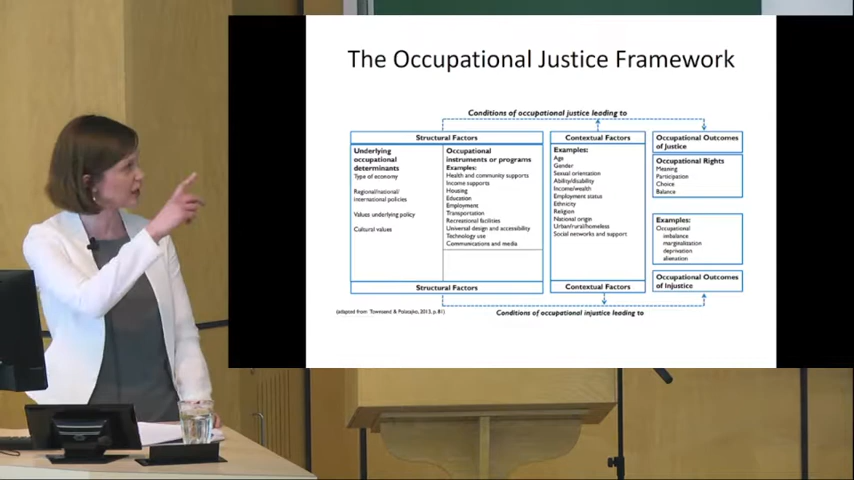 The Occupational Justice Framework
Conditions of occupational justice leading to
Structural Factors
Underlying
occupational
determinants
Type of economy
Regional/national/
international policies
Values underlying policy
Cultural values
Occupational
instruments or programs
Examples:
Health and community supports
Income supports
Housing
Education
Employment
Transportation
Recreational facilities
Universal design and accessibility
Technology use
Communications and media
Structural Factors
Contextual Factors
Examples:
Age
Gender
Sexual orientation
Ability/disability
Income/wealth
Employment status
Ethnicity
Religion
National origin
Urban/rural/homeless
Social networks and support
Contextual Factors
Occupational Outcomes
of Justice
Occupational Rights
Meaning
Participation
Choice
Balance
Examples:
Occupational
imbalance
marginalization
deprivation
alienation
Occupational Outcomes
of Injustice
(adapted from Townsend & Polatajko, 2013, p.81)
Conditions of occupational injustice leading to